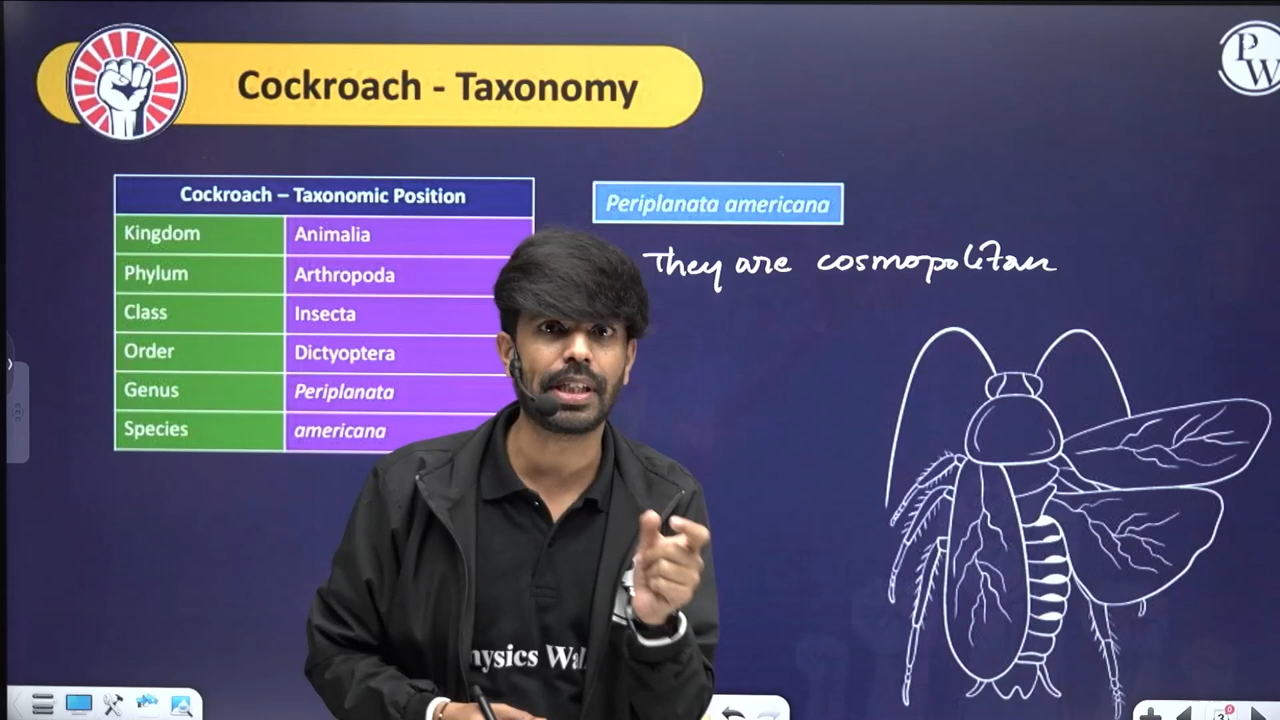 Cockroach - Taxonomy
PW
Cockroach – Taxonomic Position
Kingdom Animalia
Phylum Arthropoda
Class Insecta
Order Dictyoptera
Genus Periplanata
Species americana
Periplanata americana
They are cosmopolitan
hysics Wal